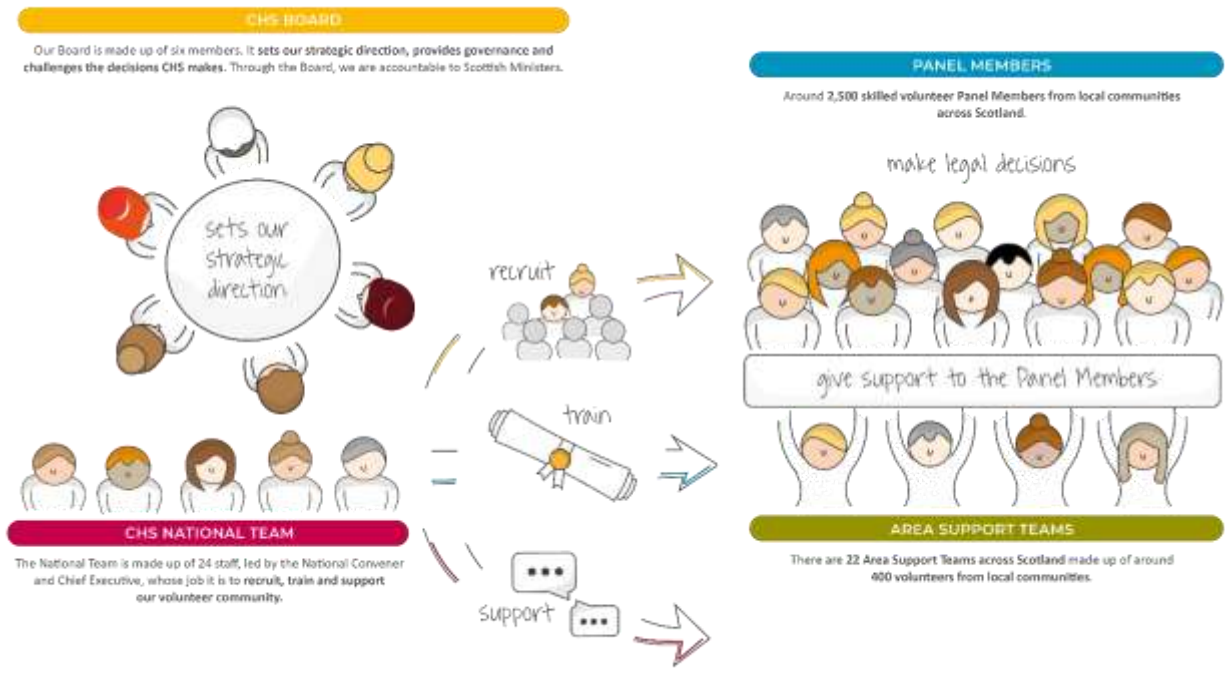 CHS BOARD
Our Board is made up of six members. It sets our strategic direction, provides governance and
challenges the decisions CHS makes. Through the Board, we are accountable to Scottish Ministers.
sets our
strategic
direction
CHS NATIONAL TEAM
The National Team is made up of 24 staff, led by the National Convener
and Chief Executive, whose job it is to recruit, train and support
our volunteer community.
recruit
train
support
PANEL MEMBERS
Around 2,500 skilled volunteer Panel Members from local communities
across Scotland.
make legal decisions
give support to the Panel Members
AREA SUPPORT TEAMS
There are 22 Area Support Teams across Scotland made up of around
400 volunteers from local communities.